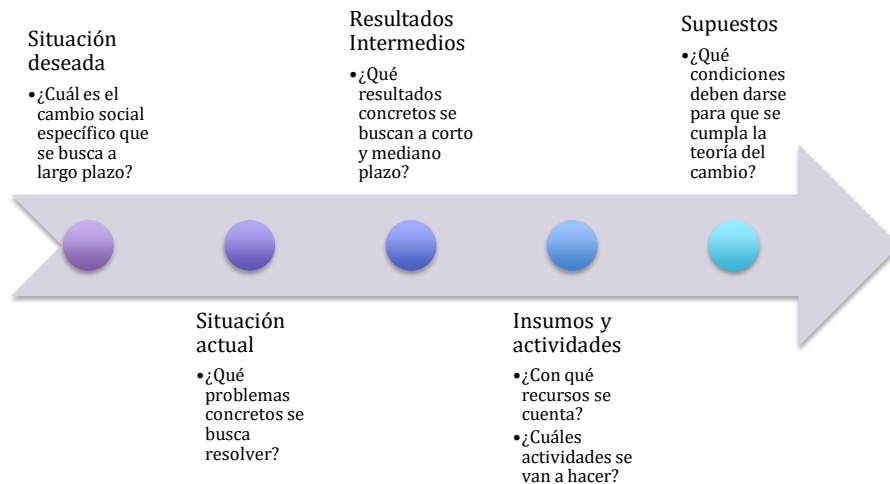 Situación
deseada
•¿Cuál es el
cambio social
específico que
se busca a
largo plazo?
Situación
actual
•¿Qué
problemas
concretos se
busca
resolver?
Resultados
Intermedios
•¿Qué
resultados
concretos se
buscan a corto
y mediano
plazo?
Insumos y
actividades
•¿Con qué
recursos se
cuenta?
•¿Cuáles
actividades se
van a hacer?
Supuestos
•¿Qué
condiciones
deben darse
para que se
cumpla la
teoría del
cambio?